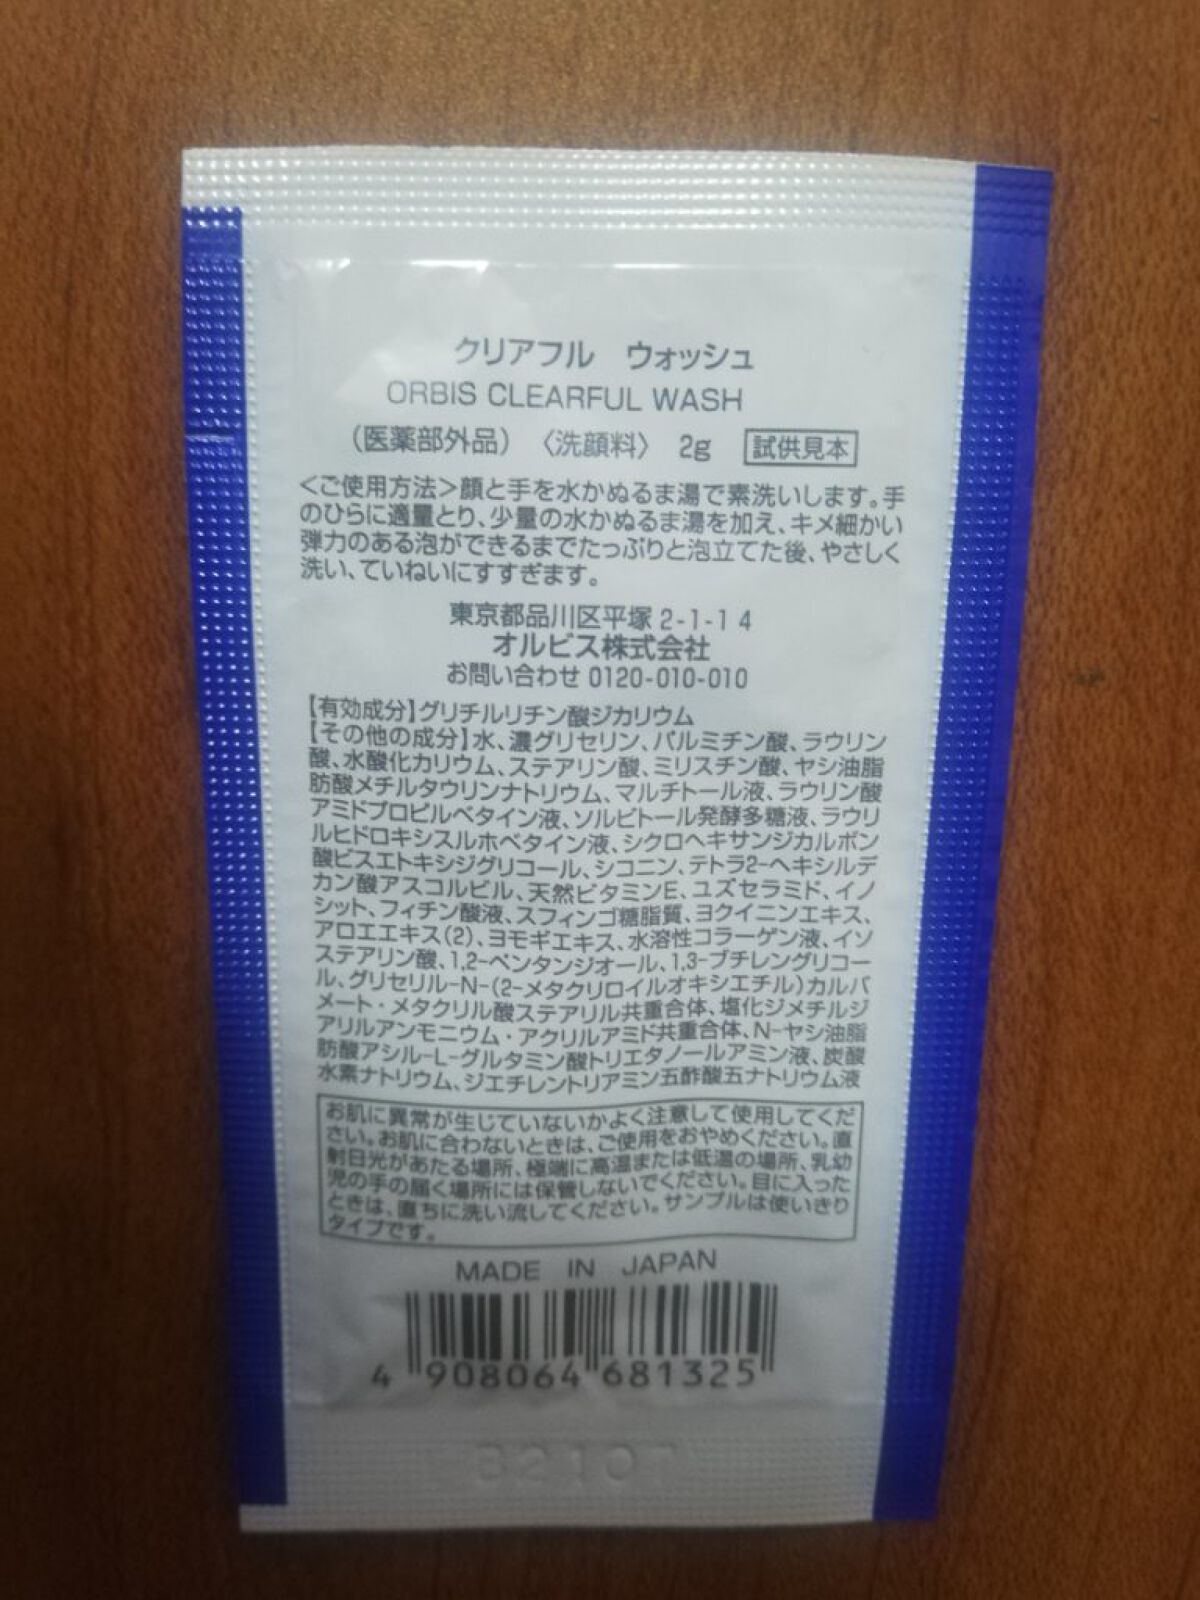 クリアフル ウォッシュ
ORBIS CLEARFUL WASH
（医薬部外品）〈洗顔料〉 2g 試供見本
＜ご使用方法＞顔と手を水かぬるま湯で素洗いします。手
のひらに適量とり、少量の水かぬるま湯を加え、キメ細かい
弾力のある泡ができるまでたっぷりと泡立てた後、やさしく
洗い、ていねいにすすぎます。
東京都品川区平塚2-1-14
オルビス株式会社
お問い合わせ 0120-010-010
【有効成分】グリチルリチン酸ジカリウム
【その他の成分】水、濃グリセリン、パルミチン酸、ラウリン
酸、水酸化カリウム、ステアリン酸、ミリスチン酸、ヤシ油脂
肪酸メチルタウリンナトリウム、マルチトール液、ラウリン酸
アミドプロピルベタイン液、ソルビトール発酵多糖液、ラウリ
ルヒドロキシスルホベタイン液、シクロヘキサンジカルボン
酸ビスエトキシジグリコール、シコニン、テトラ2-ヘキシルデ
カン酸アスコルビル、天然ビタミンE、ユズセラミド、イノ
シット、フィチン酸液、スフィンゴ糖脂質、ヨクイニンエキス、
アロエエキス(2)、ヨモギエキス、水溶性コラーゲン液、イソ
ステアリン酸、1,2-ペンタンジオール、1,3-ブチレングリコー
ル、グリセリル-N-(2-メタクリロイルオキシエチル)カルバ
メート・メタクリル酸ステアリル共重合体、塩化ジメチルジ
アリルアンモニウム・アクリルアミド共重合体、N-ヤシ油脂
肪酸アシル-L-グルタミン酸トリエタノールアミン液、炭酸
水素ナトリウム、ジエチレントリアミン五酢酸五ナトリウム液
お肌に異常が生じていないかよく注意して使用してくだ
さい。お肌に合わないときは、ご使用をおやめください。直
射日光があたる場所、極端に高温または低温の場所、乳幼
児の手の届く場所には保管しないでください。目に入った
ときは、直ちに洗い流してください。サンプルは使いきり
タイプです。
MADE IN JAPAN
4 908064 681325